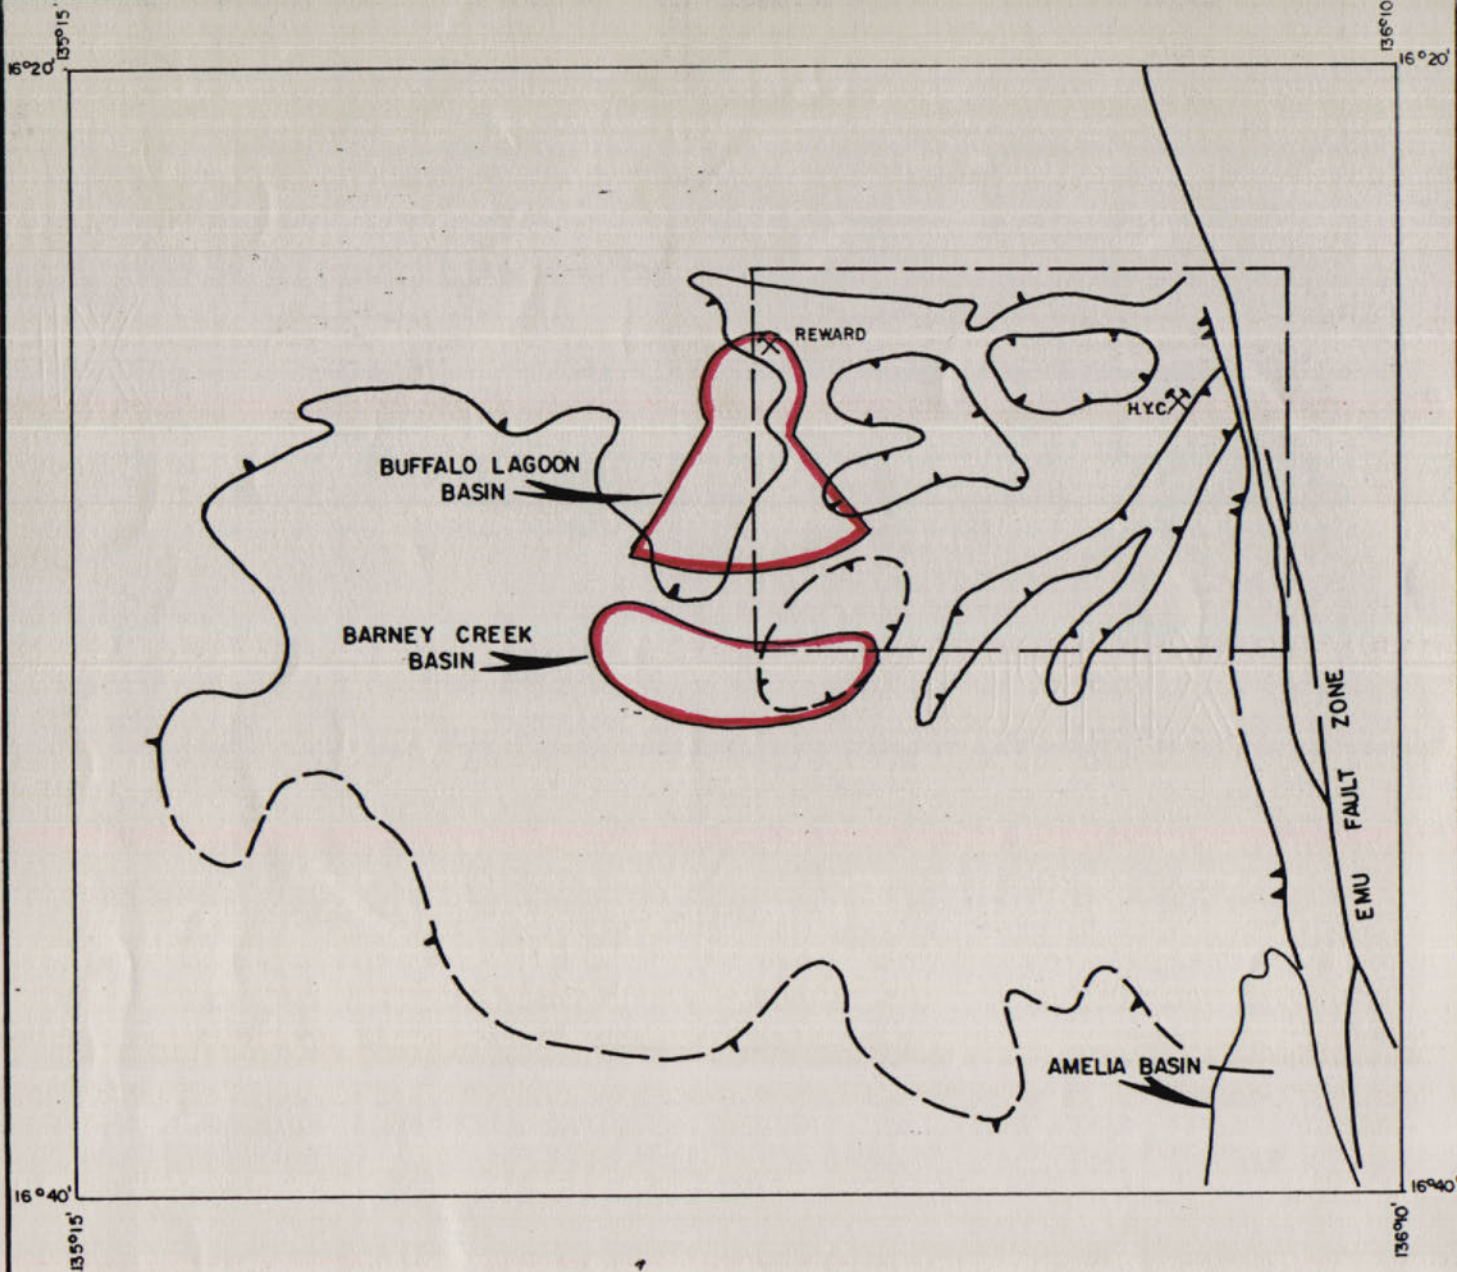 135°15'
136°10'
16°20'
16°20'
REWARD
H.Y.C.
BUFFALO LAGOON
BASIN
BARNEY CREEK
BASIN
EMU FAULT ZONE
AMELIA BASIN
16°40'
16°40'
135°15'
136°10'